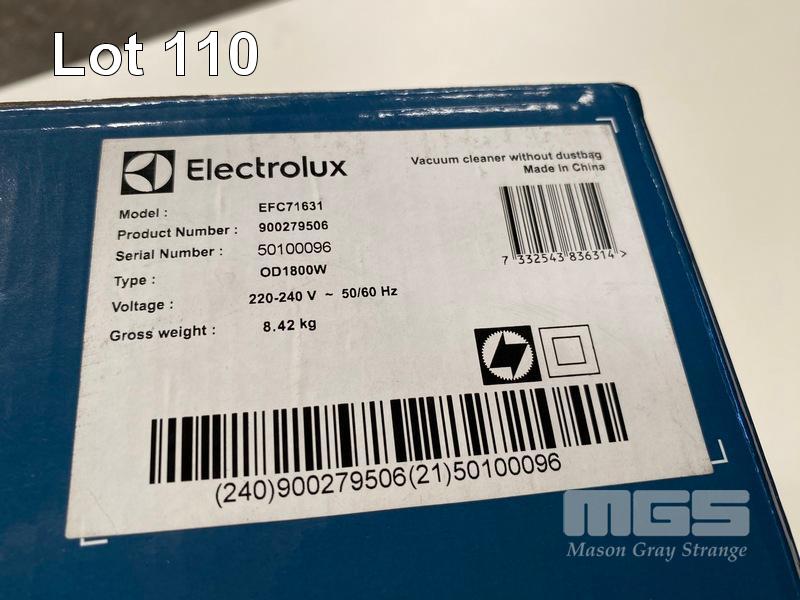 Lot 110
Electrolux
Vacuum cleaner without dustbag
Made in China
Model : EFC71631
Product Number : 900279506
Serial Number : 50100096
Type : OD1800W
Voltage : 220-240 V ~ 50/60 Hz
Gross weight : 8.42 kg
7 332543 836314 >
(240)900279506(21)50100096
MGS
Mason Gray Strange